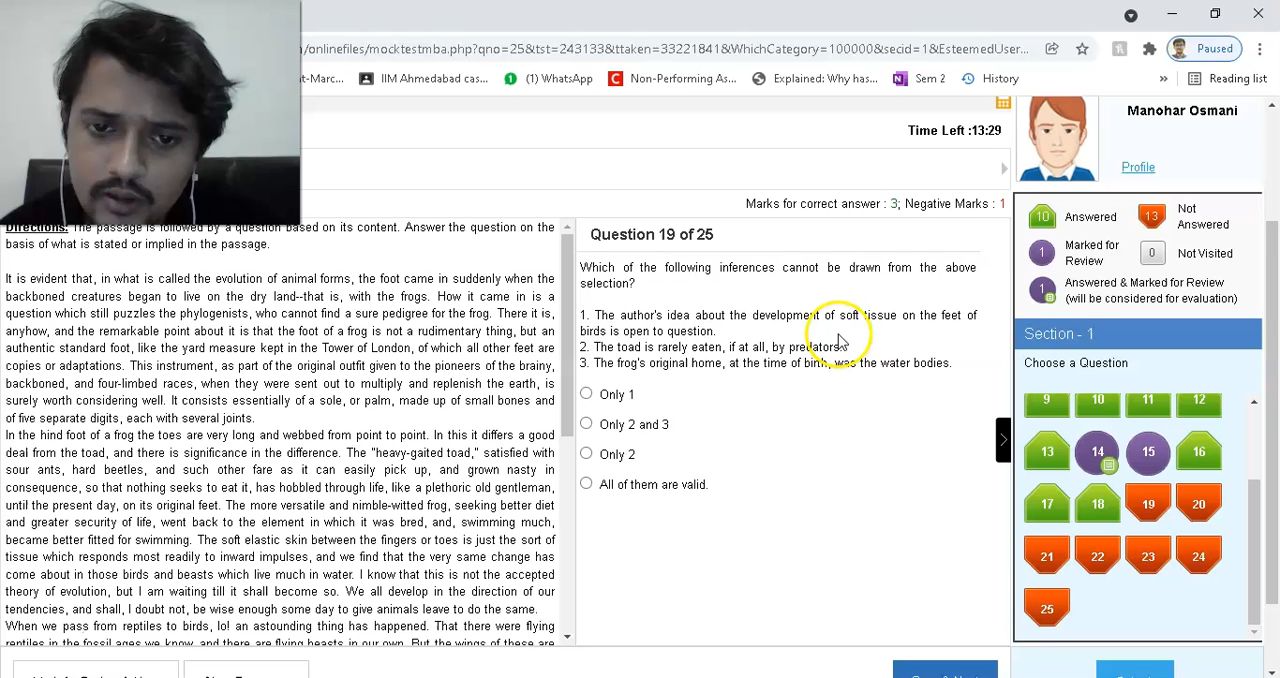 /onlinefiles/mocktestmba.php?qno=25&tst=243133&ttaken=33221841&WhichCategory=100000&secid=1&EsteemedUser...
Paused
nt-Marc...
IIM Ahmedabad cas...
(1) WhatsApp
Non-Performing As...
Explained: Why has...
Sem 2
History
»
Reading list
Time Left :13:29
Manohar Osmani
Profile
Marks for correct answer : 3; Negative Marks : 1
Directions: The passage is followed by a question based on its content. Answer the question on the
basis of what is stated or implied in the passage.
It is evident that, in what is called the evolution of animal forms, the foot came in suddenly when the
backboned creatures began to live on the dry land--that is, with the frogs. How it came in is a
question which still puzzles the phylogenists, who cannot find a sure pedigree for the frog. There it is,
anyhow, and the remarkable point about it is that the foot of a frog is not a rudimentary thing, but an
authentic standard foot, like the yard measure kept in the Tower of London, of which all other feet are
copies or adaptations. This instrument, as part of the original outfit given to the pioneers of the brainy,
backboned, and four-limbed races, when they were sent out to multiply and replenish the earth, is
surely worth considering well. It consists essentially of a sole, or palm, made up of small bones and
of five separate digits, each with several joints.
In the hind foot of a frog the toes are very long and webbed from point to point. In this it differs a good
deal from the toad, and there is significance in the difference. The "heavy-gaited toad," satisfied with
sour ants, hard beetles, and such other fare as it can easily pick up, and grown nasty in
consequence, so that nothing seeks to eat it, has hobbled through life, like a plethoric old gentleman,
until the present day, on its original feet. The more versatile and nimble-witted frog, seeking better diet
and greater security of life, went back to the element in which it was bred, and, swimming much,
became better fitted for swimming. The soft elastic skin between the fingers or toes is just the sort of
tissue which responds most readily to inward impulses, and we find that the very same change has
come about in those birds and beasts which live much in water. I know that this is not the accepted
theory of evolution, but I am waiting till it shall become so. We all develop in the direction of our
tendencies, and shall, I doubt not, be wise enough some day to give animals leave to do the same.
When we pass from reptiles to birds, lo! an astounding thing has happened. That there were flying
reptiles in the fossil ages we know, and there are flying beasts in our own. But the wings of these are
Question 19 of 25
Which of the following inferences cannot be drawn from the above
selection?
1. The author's idea about the development of soft tissue on the feet of
birds is open to question.
2. The toad is rarely eaten, if at all, by predators.
3. The frog's original home, at the time of birth, was the water bodies.
Only 1
Only 2 and 3
Only 2
All of them are valid.
10 Answered
13 Not
Answered
1 Marked for
Review
0 Not Visited
1 Answered & Marked for Review
(will be considered for evaluation)
Section - 1
Choose a Question
9 10 11 12
13 14 15 16
17 18 19 20
21 22 23 24
25